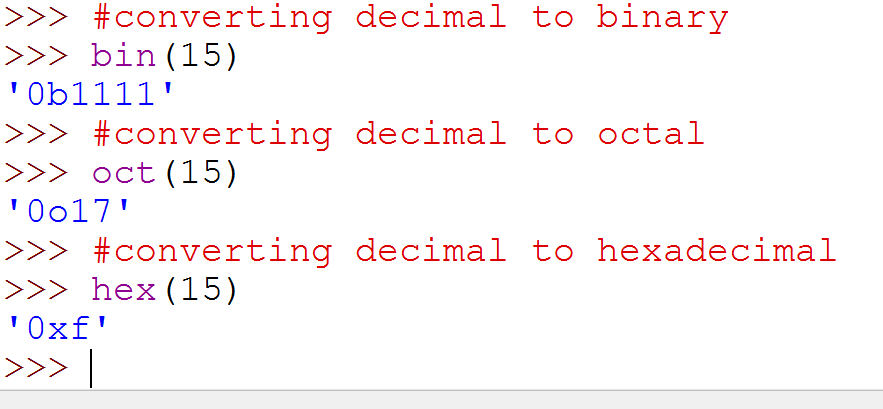 >>> #converting decimal to binary
>>> bin(15)
'0b1111'
>>> #converting decimal to octal
>>> oct(15)
'0o17'
>>> #converting decimal to hexadecimal
>>> hex(15)
'0xf'
>>>